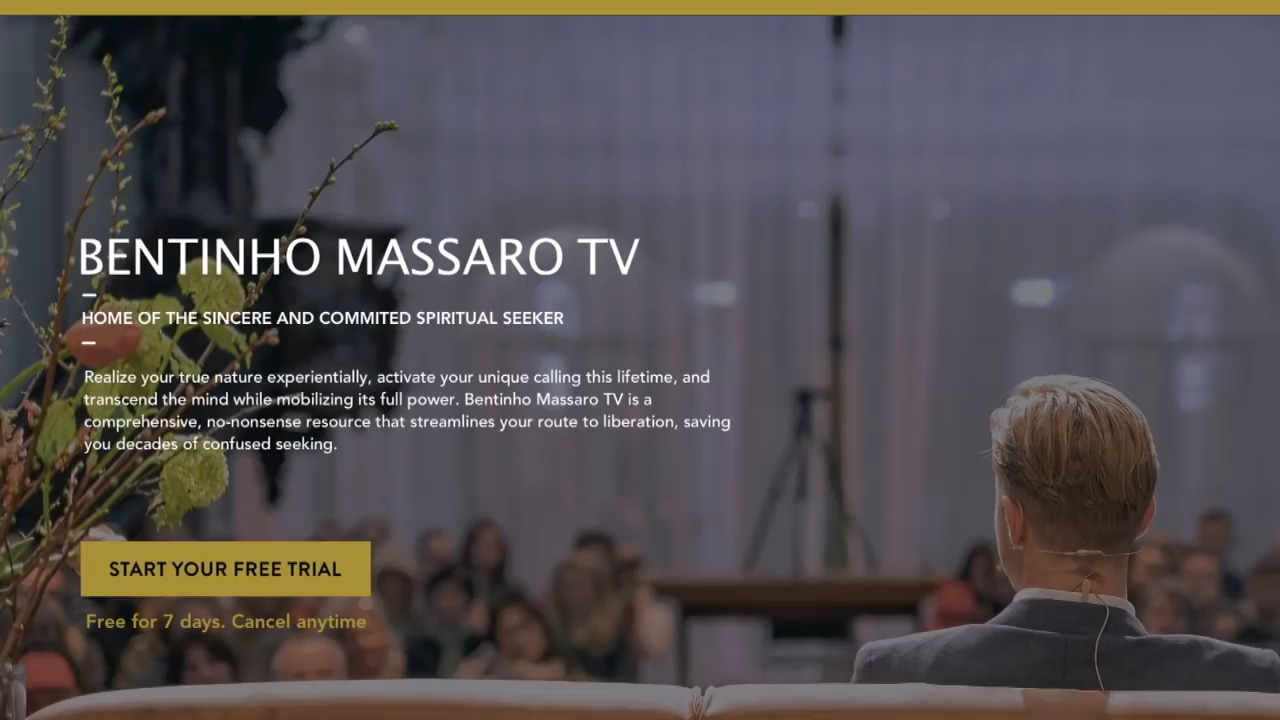 BENTINHO MASSARO TV
HOME OF THE SINCERE AND COMMITED SPIRITUAL SEEKER
Realize your true nature experientially, activate your unique calling this lifetime, and
transcend the mind while mobilizing its full power. Bentinho Massaro TV is a
comprehensive, no-nonsense resource that streamlines your route to liberation, saving
you decades of confused seeking.
START YOUR FREE TRIAL
Free for 7 days. Cancel anytime